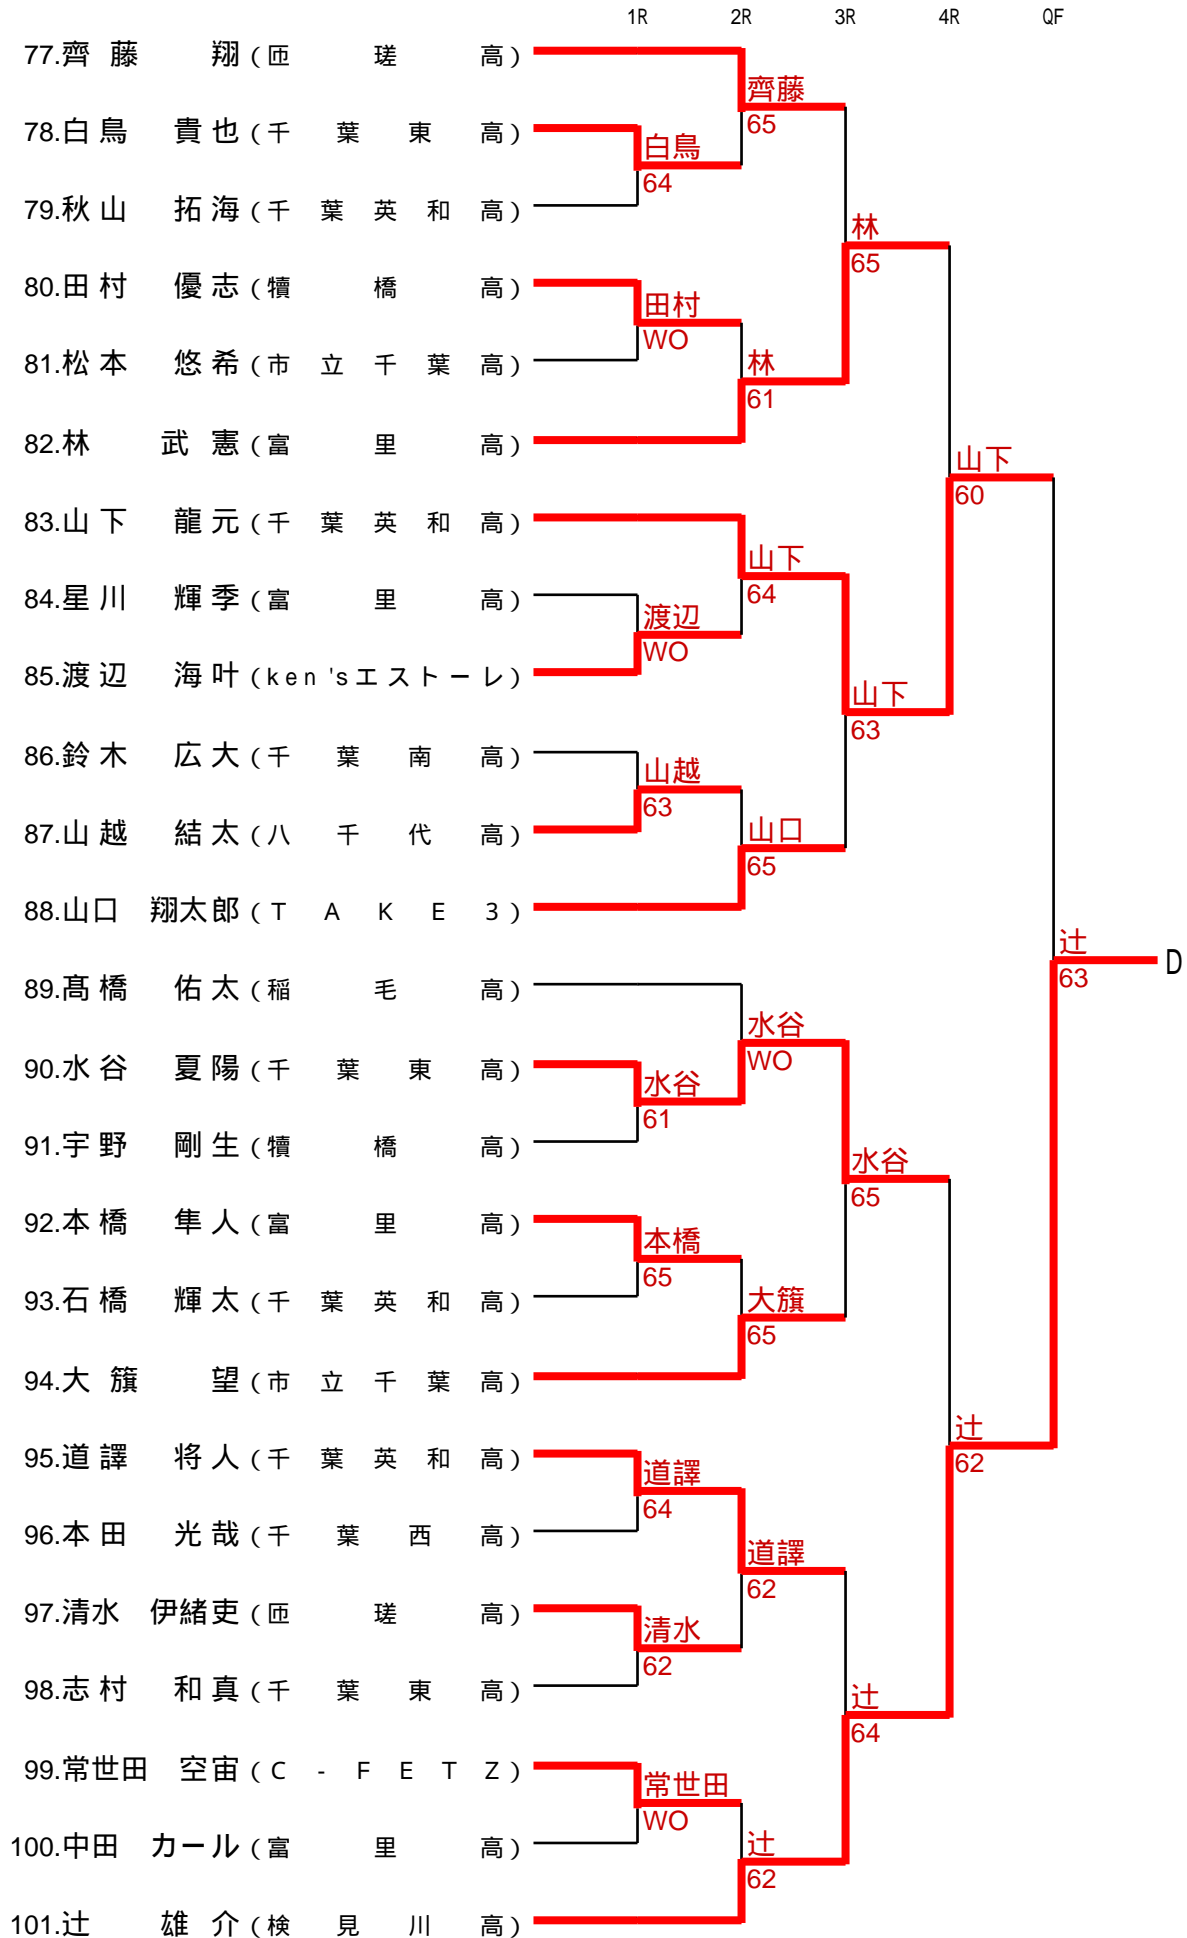 1R 2R 3R 4R QF
77.齊藤 翔(匝瑳高)
齊藤
65
78.白鳥 貴也(千葉東高)
白鳥
64
79.秋山 拓海(千葉英和高)
林
65
80.田村 優志(犢橋高)
田村
WO
81.松本 悠希(市立千葉高)
林
61
82.林 武憲(富里高)
山下
60
83.山下 龍元(千葉英和高)
山下
64
84.星川 輝季(富里高)
渡辺
WO
85.渡辺 海叶(ken'sエストーレ)
山下
63
86.鈴木 広大(千葉南高)
山越
63
87.山越 結太(八千代高)
山口
65
88.山口 翔太郎(TAKE3)
辻
63
D
89.髙橋 佑太(稲毛高)
水谷
WO
90.水谷 夏陽(千葉東高)
水谷
61
91.宇野 剛生(犢橋高)
水谷
65
92.本橋 隼人(富里高)
本橋
65
93.石橋 輝太(千葉英和高)
大籏
65
94.大籏 望(市立千葉高)
辻
62
95.道譯 将人(千葉英和高)
道譯
64
96.本田 光哉(千葉西高)
道譯
62
97.清水 伊緒吏(匝瑳高)
清水
62
98.志村 和真(千葉東高)
辻
64
99.常世田 空宙(C-FETZ)
常世田
WO
100.中田 カール(富里高)
辻
62
101.辻 雄介(検見川高)